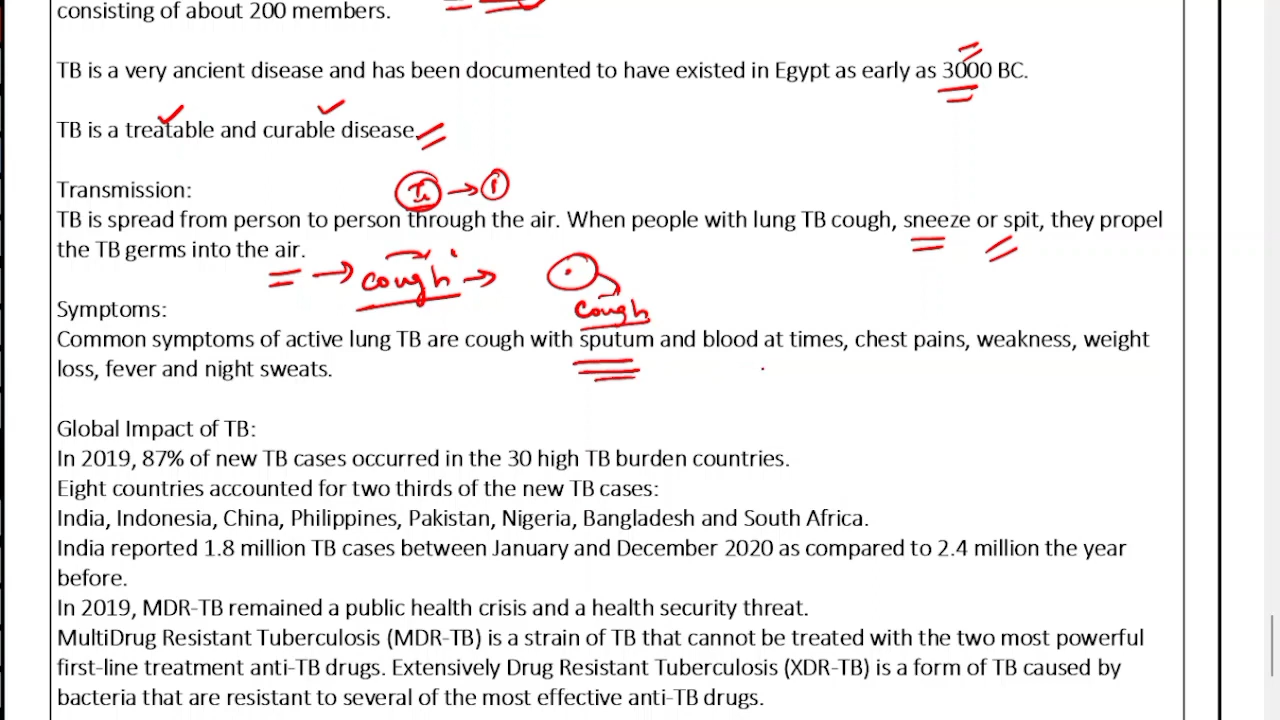 consisting of about 200 members.
TB is a very ancient disease and has been documented to have existed in Egypt as early as 3000 BC.
TB is a treatable and curable disease.
Transmission:
TB is spread from person to person through the air. When people with lung TB cough, sneeze or spit, they propel
the TB germs into the air.
cough
cough
Symptoms:
Common symptoms of active lung TB are cough with sputum and blood at times, chest pains, weakness, weight
loss, fever and night sweats.
Global Impact of TB:
In 2019, 87% of new TB cases occurred in the 30 high TB burden countries.
Eight countries accounted for two thirds of the new TB cases:
India, Indonesia, China, Philippines, Pakistan, Nigeria, Bangladesh and South Africa.
India reported 1.8 million TB cases between January and December 2020 as compared to 2.4 million the year
before.
In 2019, MDR-TB remained a public health crisis and a health security threat.
MultiDrug Resistant Tuberculosis (MDR-TB) is a strain of TB that cannot be treated with the two most powerful
first-line treatment anti-TB drugs. Extensively Drug Resistant Tuberculosis (XDR-TB) is a form of TB caused by
bacteria that are resistant to several of the most effective anti-TB drugs.